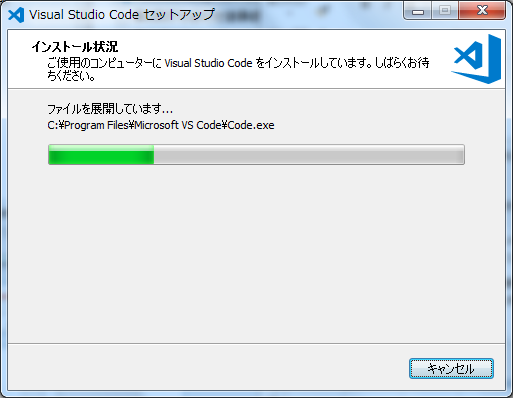 Visual Studio Code セットアップ
インストール状況
ご使用のコンピューターに Visual Studio Code をインストールしています。しばらくお待
ちください。
ファイルを展開しています...
C:¥Program Files¥Microsoft VS Code¥Code.exe
キャンセル